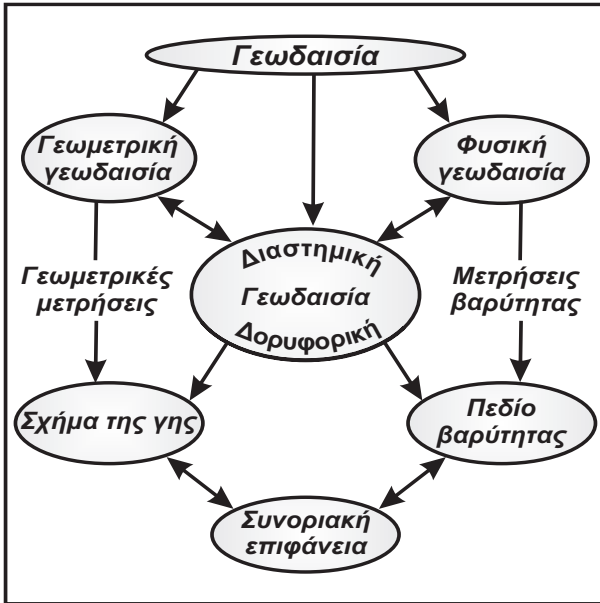 Γεωδαισία
Γεωμετρική
γεωδαισία
Φυσική
γεωδαισία
Διαστημική
Γεωδαισία
Δορυφορική
Γεωμετρικές
μετρήσεις
Μετρήσεις
βαρύτητας
Σχήμα της γης
Πεδίο
βαρύτητας
Συνοριακή
επιφάνεια